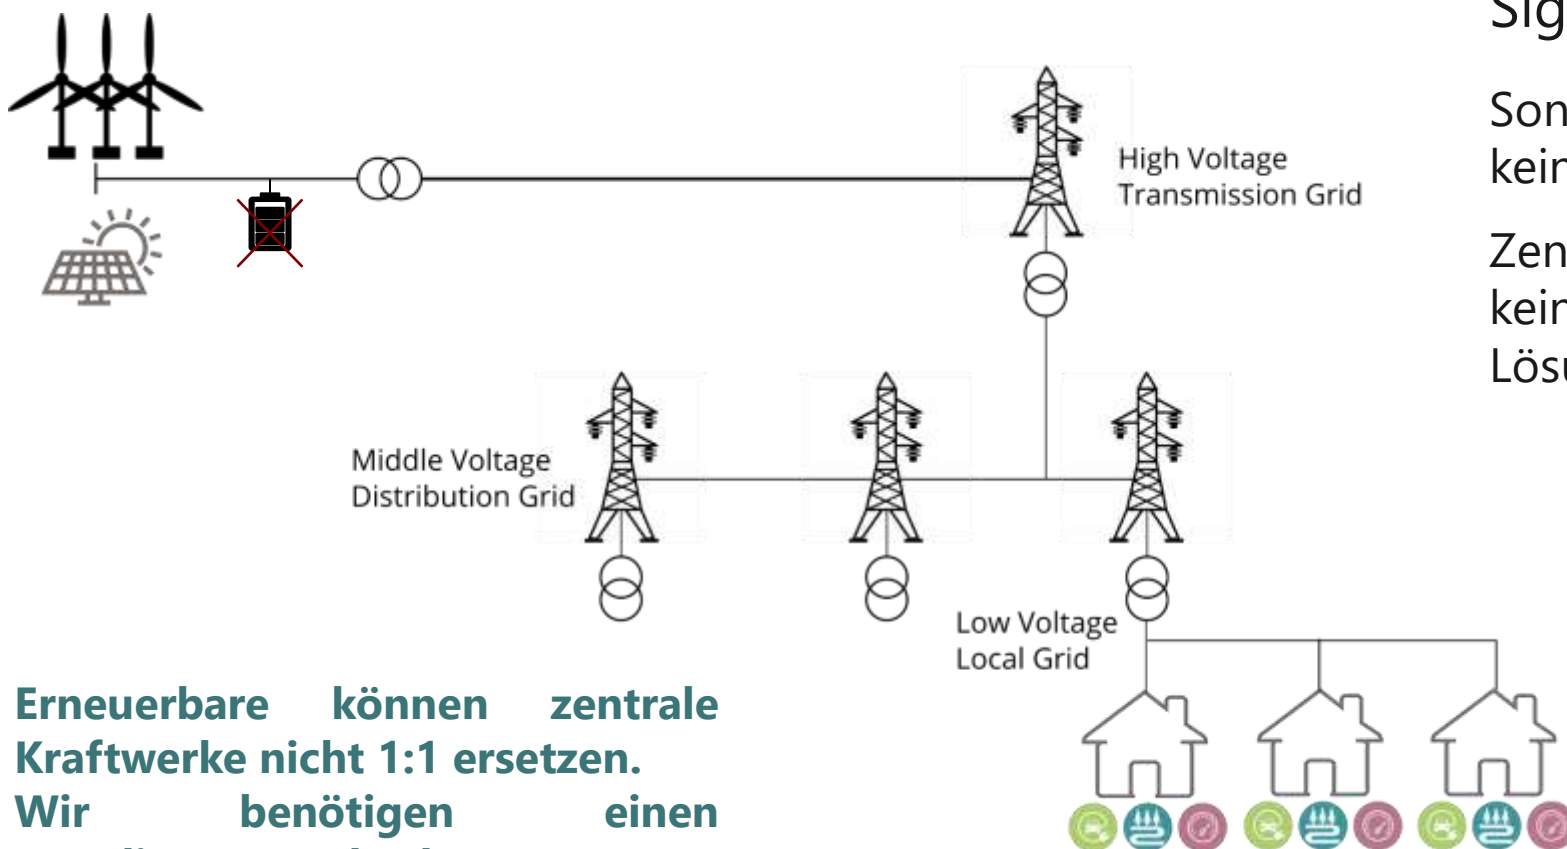 High Voltage
Transmission Grid
Middle Voltage
Distribution Grid
Low Voltage
Local Grid
Erneuerbare können zentrale
Kraftwerke nicht 1:1 ersetzen.
Wir benötigen einen
Sig
Son
kein
Zen
kein
Lösu